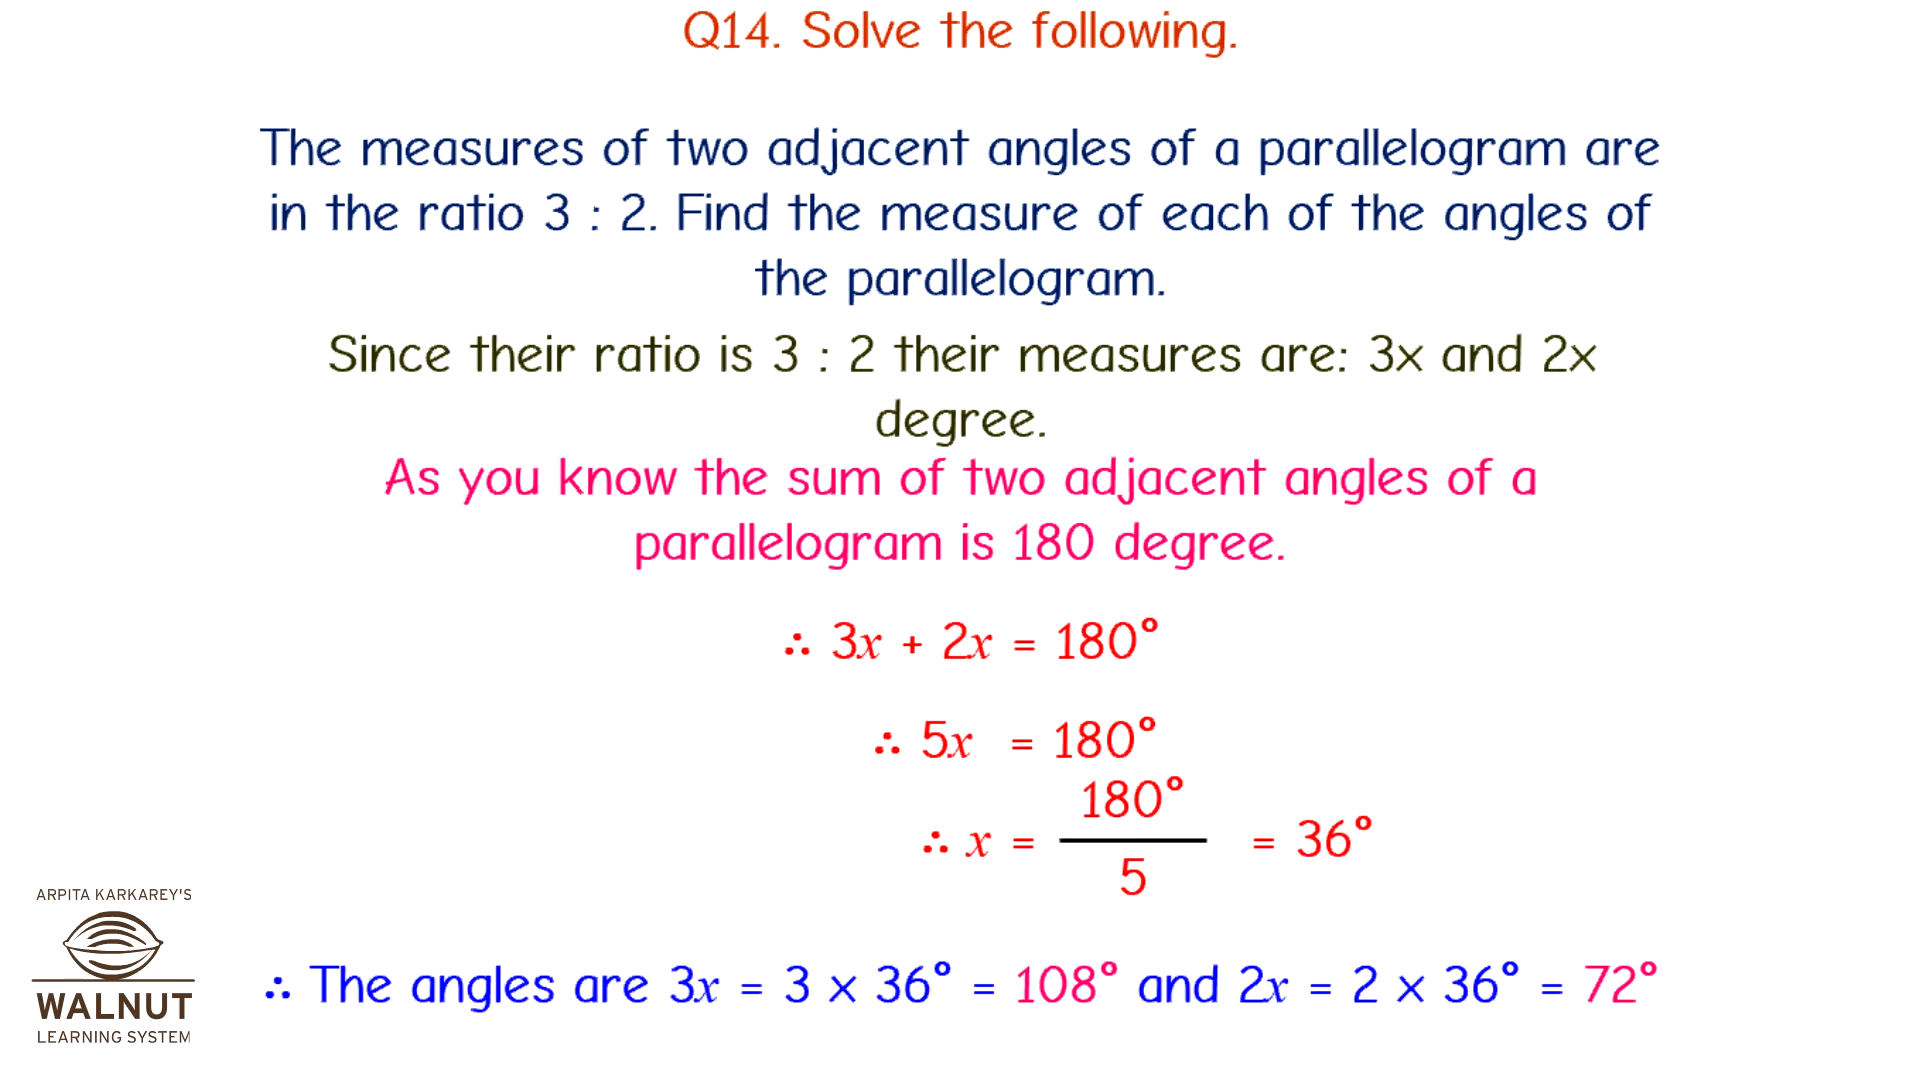 Q14. Solve the following.
The measures of two adjacent angles of a parallelogram are
in the ratio 3 : 2. Find the measure of each of the angles of
the parallelogram.
Since their ratio is 3 : 2 their measures are: 3x and 2x
degree.
As you know the sum of two adjacent angles of a
parallelogram is 180 degree.
∴ 3x + 2x = 180°
∴ 5x = 180°
180°
∴ x = = 36°
5
ARPITA KARKAREY'S
WALNUT
LEARNING SYSTEM
∴ The angles are 3x = 3 × 36° = 108° and 2x = 2 × 36° = 72°